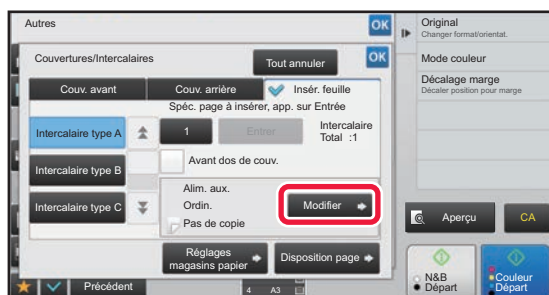 Autres
OK
Couvertures/Intercalaires
Tout annuler
OK
Couv. avant
Couv. arrière
Insér. feuille
Spéc. page à insérer, app. sur Entrée
Intercalaire type A
1
Entrer
Intercalaire
Total :1
Intercalaire type B
Avant dos de couv.
Intercalaire type C
Alim. aux.
Ordin.
Pas de copie
Modifier
Réglages
magasins papier
Disposition page
Précédent
4
A3
Original
Changer format/orientat.
Mode couleur
Décalage marge
Décaler position pour marge
Aperçu
CA
N&B
Départ
Couleur
Départ